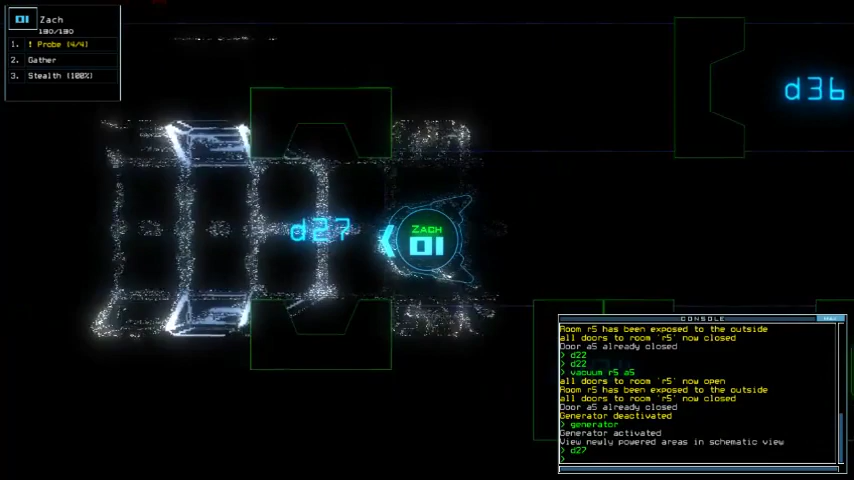 01 Zach
130/130
1. ! Probe (4/4)
2. Gather
3. Stealth (100%)
d36
d27
Zach
01
CONSOLE
Room r5 has been exposed to the outside
all doors to room 'r5' now closed
Door a5 already closed
> d22
> d22
> vacuum r5 a5
all doors to room 'r5' now open
Room r5 has been exposed to the outside
all doors to room 'r5' now closed
Door a5 already closed
Generator deactivated
> generator
Generator activated
View newly powered areas in schematic view
> d27
>